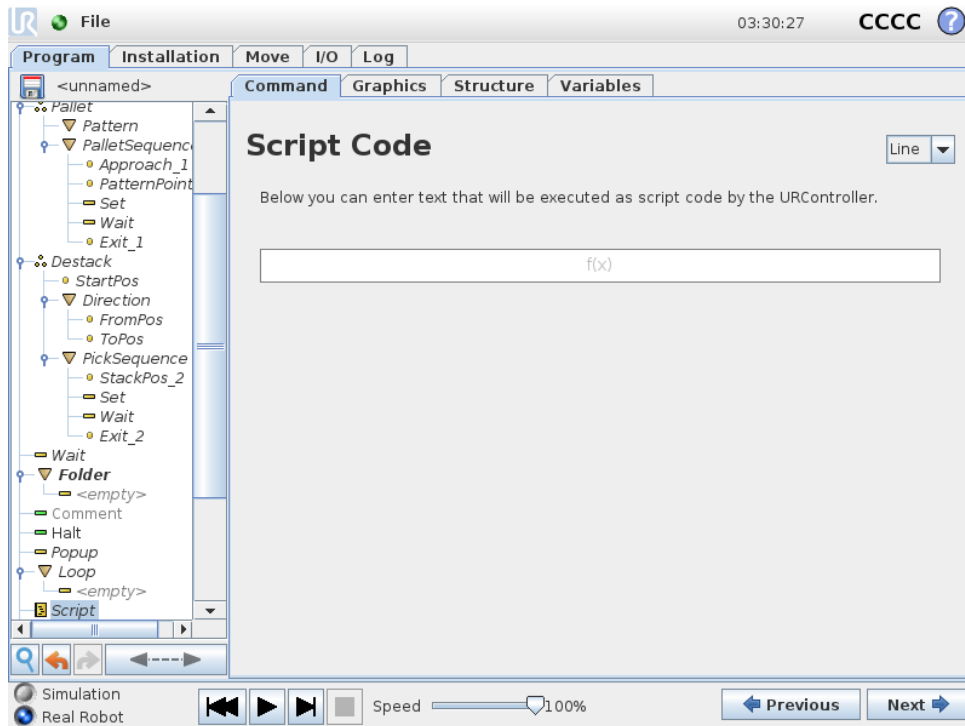 UR File 03:30:27 CCCC ?
Program Installation Move I/O Log
<unnamed> Command Graphics Structure Variables
Pallet
Pattern
PalletSequenc
Approach_1
PatternPoint
Set
Wait
Exit_1
Destack
StartPos
Direction
FromPos
ToPos
PickSequence
StackPos_2
Set
Wait
Exit_2
Wait
Folder
<empty>
Comment
Halt
Popup
Loop
<empty>
Script
Script Code
Line
Below you can enter text that will be executed as script code by the URController.
f(x)
Simulation
Real Robot
Speed 100%
Previous Next